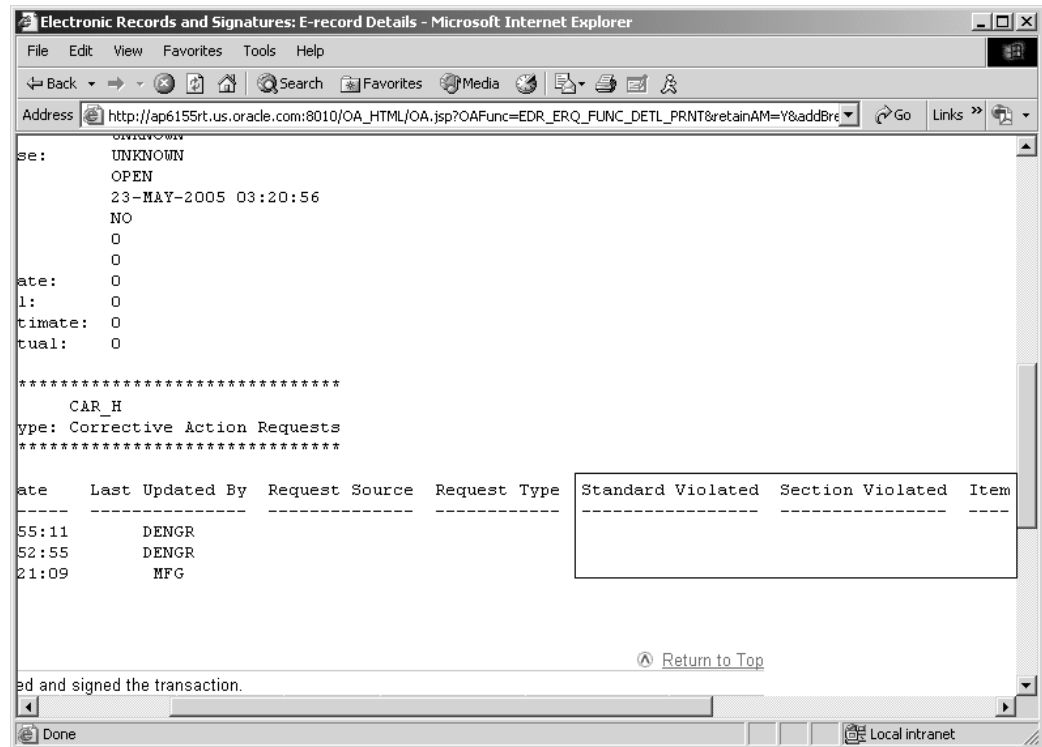 Electronic Records and Signatures: E-record Details - Microsoft Internet Explorer
File Edit View Favorites Tools Help
Back Search Favorites Media
Address http://ap6155rt.us.oracle.com:8010/OA_HTML/OA.jsp?OAFunc=EDR_ERQ_FUNC_DETL_PRNT&retainAM=Y&addBre Go Links »
UNKNOWN
se: UNKNOWN
OPEN
23-MAY-2005 03:20:56
NO
0
0
ate: 0
l: 0
timate: 0
tual: 0
*******************************
CAR_H
ype: Corrective Action Requests
*******************************
ate Last Updated By Request Source Request Type Standard Violated Section Violated Item
----- --------------- -------------- ------------ ----------------- ---------------- ----
55:11 DENGR
52:55 DENGR
21:09 MFG
Return to Top
ed and signed the transaction.
Done Local intranet